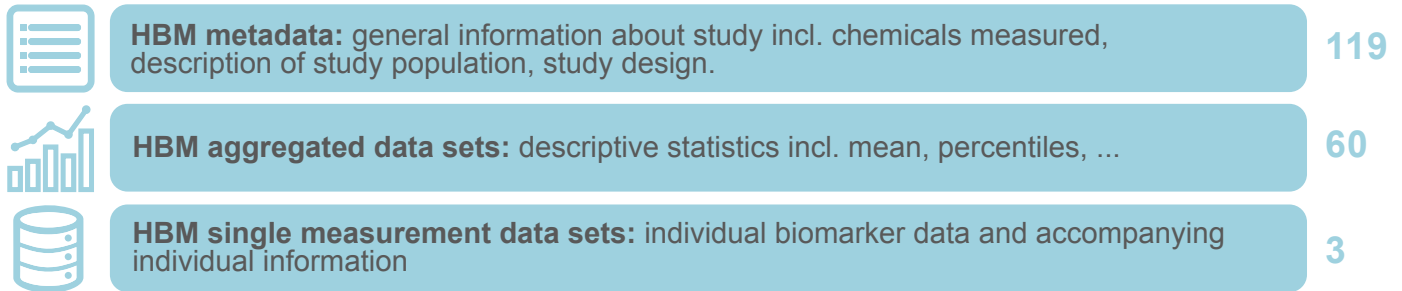 HBM metadata: general information about study incl. chemicals measured,
description of study population, study design.
119
HBM aggregated data sets: descriptive statistics incl. mean, percentiles, ...
60
HBM single measurement data sets: individual biomarker data and accompanying
individual information
3